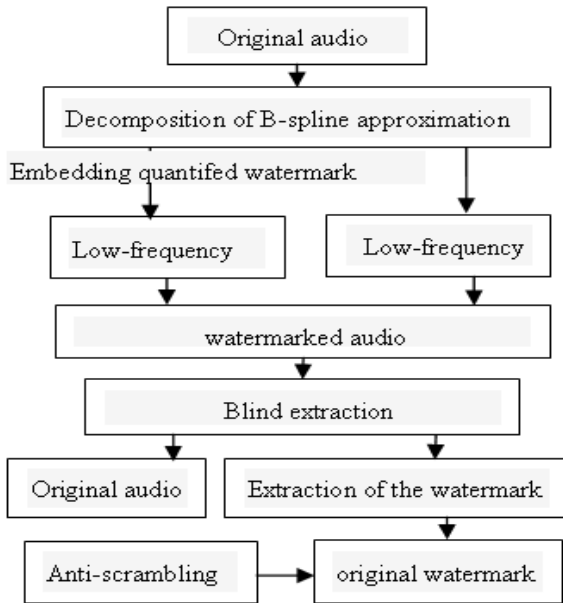 Original audio
Decomposition of B-spline approximation
Embedding quantifed watermark
Low-frequency
Low-frequency
watermarked audio
Blind extraction
Original audio
Extraction of the watermark
Anti-scrambling
original watermark